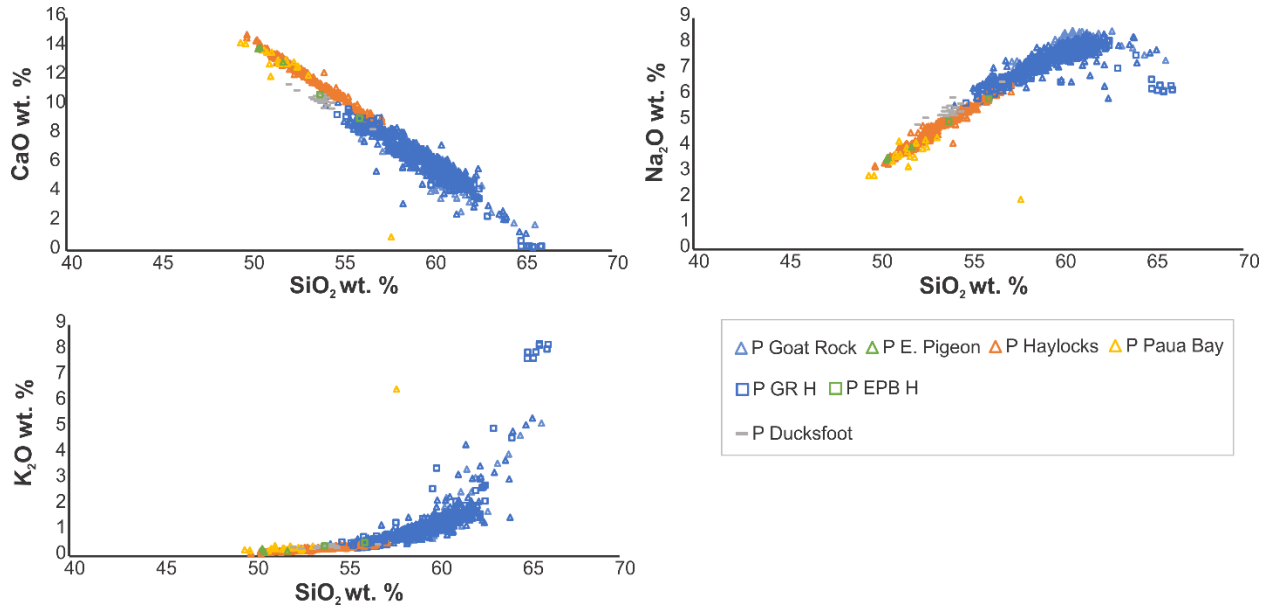 16
14
12
10
8
6
4
2
0
CaO wt. %
40 45 50 55 60 65 70
SiO₂ wt. %
9
8
7
6
5
4
3
2
1
0
Na₂O wt. %
40 45 50 55 60 65 70
SiO₂ wt. %
9
8
7
6
5
4
3
2
1
0
K₂O wt. %
40 45 50 55 60 65 70
SiO₂ wt. %
P Goat Rock P E. Pigeon P Haylocks P Paua Bay
P GR H P EPB H
P Ducksfoot